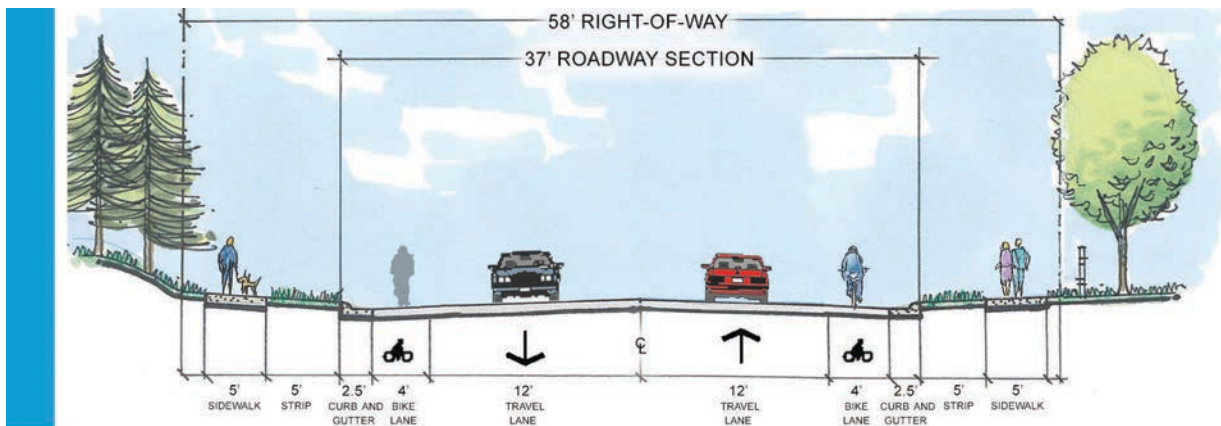 58' RIGHT-OF-WAY
37' ROADWAY SECTION
℄
5' 5' 2.5' 4' 12' 12' 4' 2.5' 5' 5'
SIDEWALK STRIP CURB AND BIKE TRAVEL TRAVEL BIKE CURB AND STRIP SIDEWALK
GUTTER LANE LANE LANE LANE GUTTER